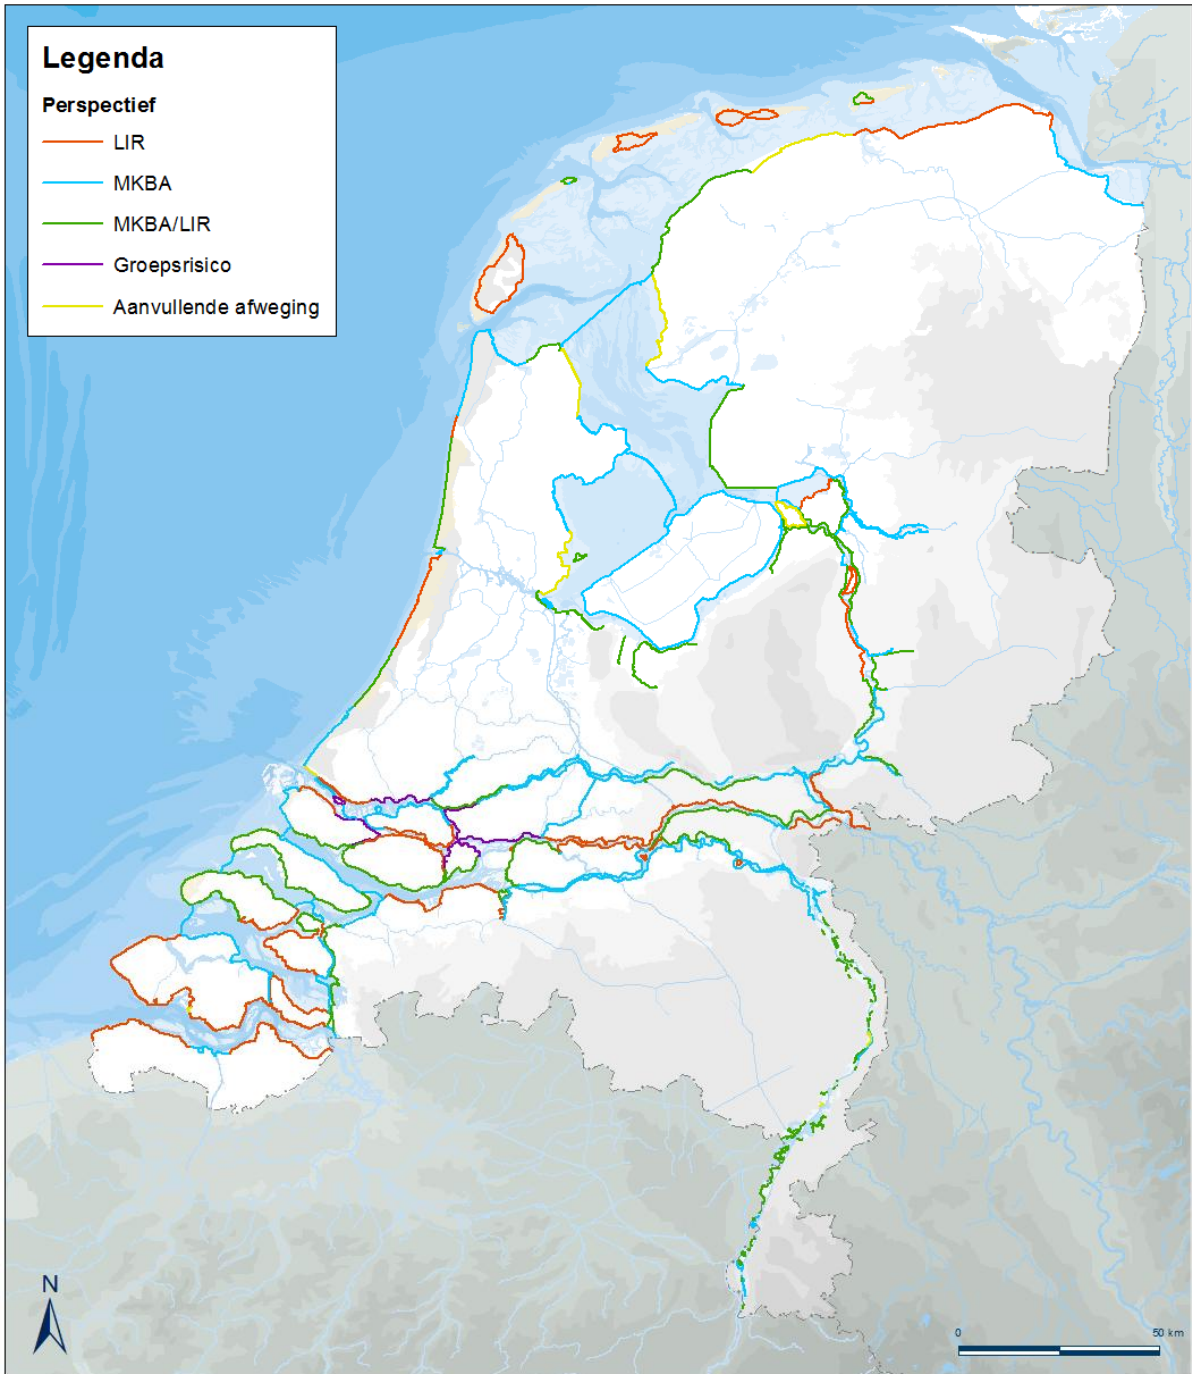 Legenda
Perspectief
LIR
MKBA
MKBA/LIR
Groepsrisico
Aanvullende afweging
N
0 50 km